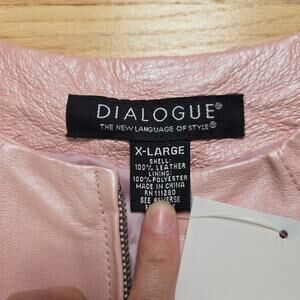 DIALOGUE®
THE NEW LANGUAGE OF STYLE®
X-LARGE
SHELL:
100% LEATHER
LINING:
100% POLYESTER
MADE IN CHINA
RN 111280
SEE REVERSE